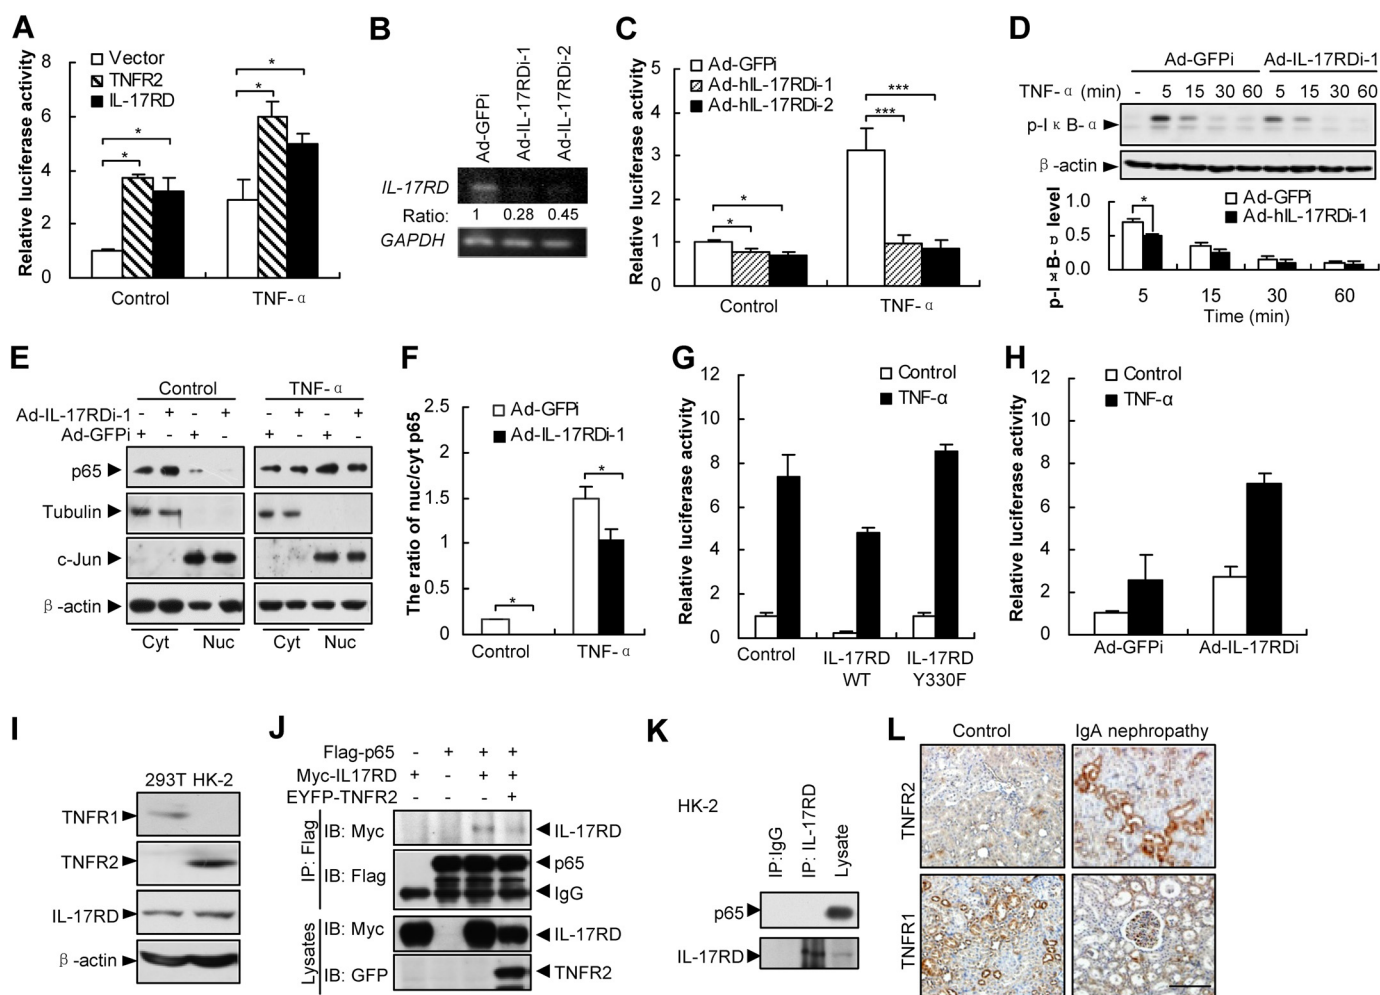 A
Relative luciferase activity
8
6
4
2
0
Vector
TNFR2
IL-17RD
*
*
*
*
Control
TNF-α
B
Ad-GFPi
Ad-IL-17RDi-1
Ad-IL-17RDi-2
IL-17RD
Ratio: 1 0.28 0.45
GAPDH
C
Relative luciferase activity
5
4
3
2
1
0
Ad-GFPi
Ad-hIL-17RDi-1
Ad-hIL-17RDi-2
*
*
***
***
Control
TNF-α
D
Ad-GFPi Ad-IL-17RDi-1
TNF-α (min) - 5 15 30 60 5 15 30 60
p-IκB-α
β-actin
p-IκB-α level
1.0
0.5
0.0
*
Ad-GFPi
Ad-hIL-17RDi-1
5 15 30 60
Time (min)
E
Control TNF-α
Ad-IL-17RDi-1 - + - + - + - +
Ad-GFPi + - + - + - + -
p65
Tubulin
c-Jun
β-actin
Cyt Nuc Cyt Nuc
F
The ratio of nuc/cyt p65
2.5
2
1.5
1
0.5
0
Ad-GFPi
Ad-IL-17RDi-1
*
*
Control
TNF-α
G
Relative luciferase activity
12
10
8
6
4
2
0
Control
TNF-α
Control
IL-17RD
WT
IL-17RD
Y330F
H
Relative luciferase activity
12
10
8
6
4
2
0
Control
TNF-α
Ad-GFPi
Ad-IL-17RDi
I
293T HK-2
TNFR1
TNFR2
IL-17RD
β-actin
J
Flag-p65 - + + +
Myc-IL17RD + - + +
EYFP-TNFR2 +
IP: Flag
IB: Myc
IL-17RD
IB: Flag
p65
IgG
Lysates
IB: Myc
IL-17RD
IB: GFP
TNFR2
K
HK-2
IP:IgG
IP: IL-17RD
Lysate
p65
IL-17RD
L
Control
IgA nephropathy
TNFR2
TNFR1